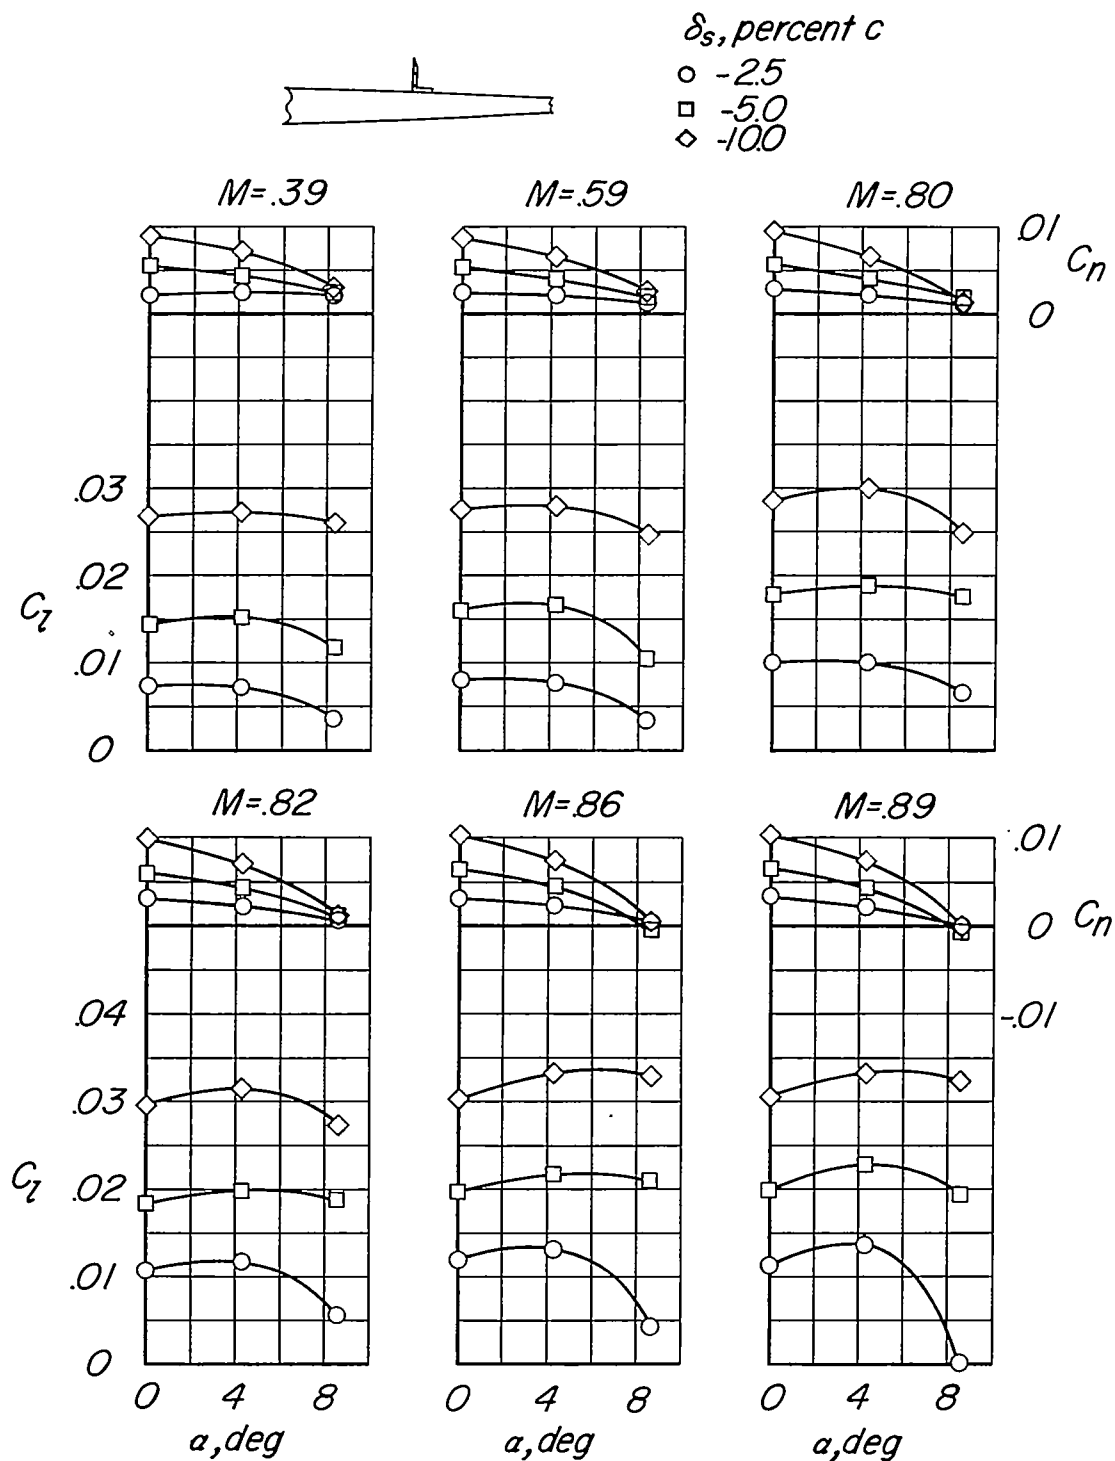 δs, percent c
○ -2.5
□ -5.0
◇ -10.0
M=.39
M=.59
M=.80
.01
Cn
0
.03
.02
Cl
.01
0
M=.82
M=.86
M=.89
.01
0
Cn
.04
-.01
.03
Cl
.02
.01
0
0 4 8
0 4 8
0 4 8
α, deg
α, deg
α, deg